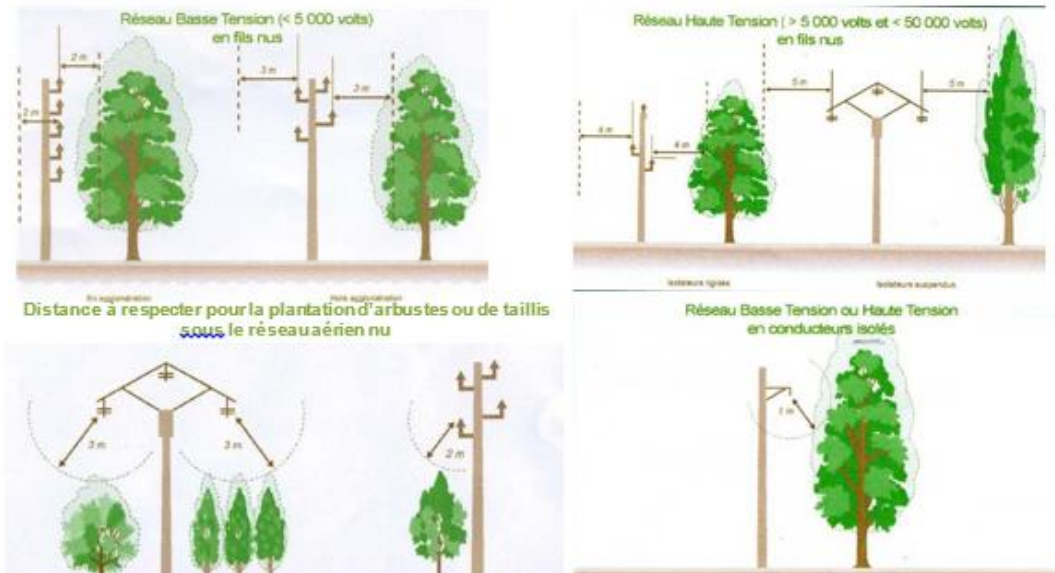 Réseau Basse Tension (< 5 000 volts)
en fils nus
2 m
2 m
3 m
3 m
En agglomération
Hors agglomération
Réseau Haute Tension ( > 5 000 volts et < 50 000 volts)
en fils nus
4 m
4 m
5 m
5 m
Isolateurs rigides
Isolateurs suspendus
Distance à respecter pour la plantation d'arbustes ou de taillis
sous le réseau aérien nu
3 m
3 m
2 m
Réseau Basse Tension ou Haute Tension
en conducteurs isolés
1 m